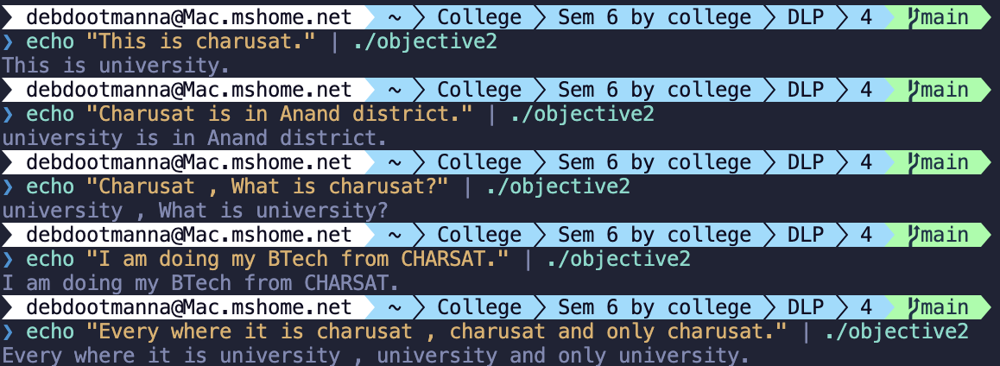 debdootmanna@Mac.mshome.net ~ College Sem 6 by college DLP 4 main
❯ echo "This is charusat." | ./objective2
This is university.
debdootmanna@Mac.mshome.net ~ College Sem 6 by college DLP 4 main
❯ echo "Charusat is in Anand district." | ./objective2
university is in Anand district.
debdootmanna@Mac.mshome.net ~ College Sem 6 by college DLP 4 main
❯ echo "Charusat , What is charusat?" | ./objective2
university , What is university?
debdootmanna@Mac.mshome.net ~ College Sem 6 by college DLP 4 main
❯ echo "I am doing my BTech from CHARSAT." | ./objective2
I am doing my BTech from CHARSAT.
debdootmanna@Mac.mshome.net ~ College Sem 6 by college DLP 4 main
❯ echo "Every where it is charusat , charusat and only charusat." | ./objective2
Every where it is university , university and only university.